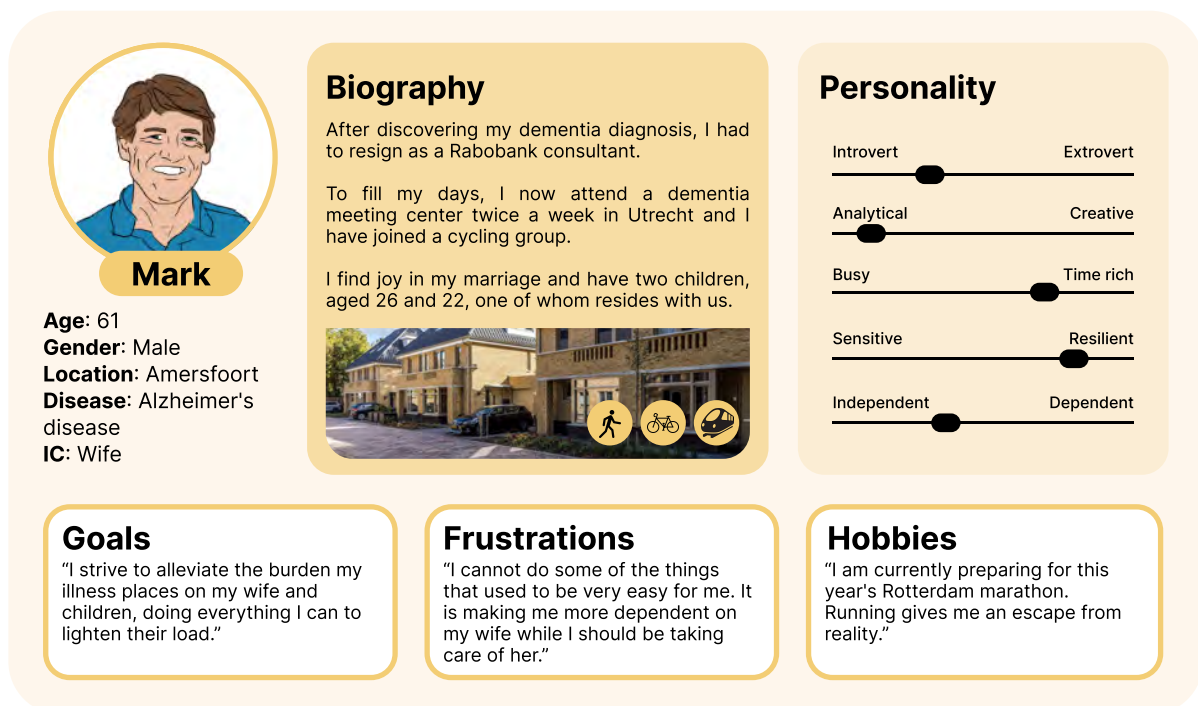 Mark
Age: 61
Gender: Male
Location: Amersfoort
Disease: Alzheimer's
disease
IC: Wife
Biography
After discovering my dementia diagnosis, I had
to resign as a Rabobank consultant.
To fill my days, I now attend a dementia
meeting center twice a week in Utrecht and I
have joined a cycling group.
I find joy in my marriage and have two children,
aged 26 and 22, one of whom resides with us.
Personality
Introvert Extrovert
Analytical Creative
Busy Time rich
Sensitive Resilient
Independent Dependent
Goals
“I strive to alleviate the burden my
illness places on my wife and
children, doing everything I can to
lighten their load.”
Frustrations
“I cannot do some of the things
that used to be very easy for me. It
is making me more dependent on
my wife while I should be taking
care of her.”
Hobbies
“I am currently preparing for this
year's Rotterdam marathon.
Running gives me an escape from
reality.”